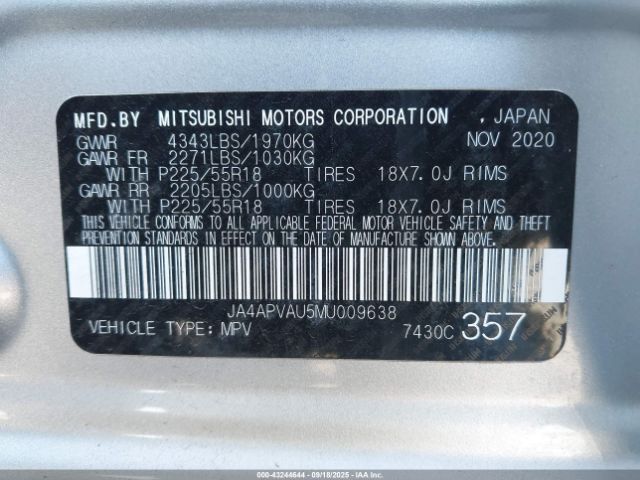 MFD.BY MITSUBISHI MOTORS CORPORATION , JAPAN
GVWR 4343LBS/1970KG NOV 2020
GAWR FR 2271LBS/1030KG
WITH P225/55R18 TIRES 18X7.0J RIMS
GAWR RR 2205LBS/1000KG
WITH P225/55R18 TIRES 18X7.0J RIMS
THIS VEHICLE CONFORMS TO ALL APPLICABLE FEDERAL MOTOR VEHICLE SAFETY AND THEFT
PREVENTION STANDARDS IN EFFECT ON THE DATE OF MANUFACTURE SHOWN ABOVE.
JA4APVAU5MU009638
VEHICLE TYPE: MPV 7430C 357
000-43244644 - 09/18/2025 - IAAI.COM